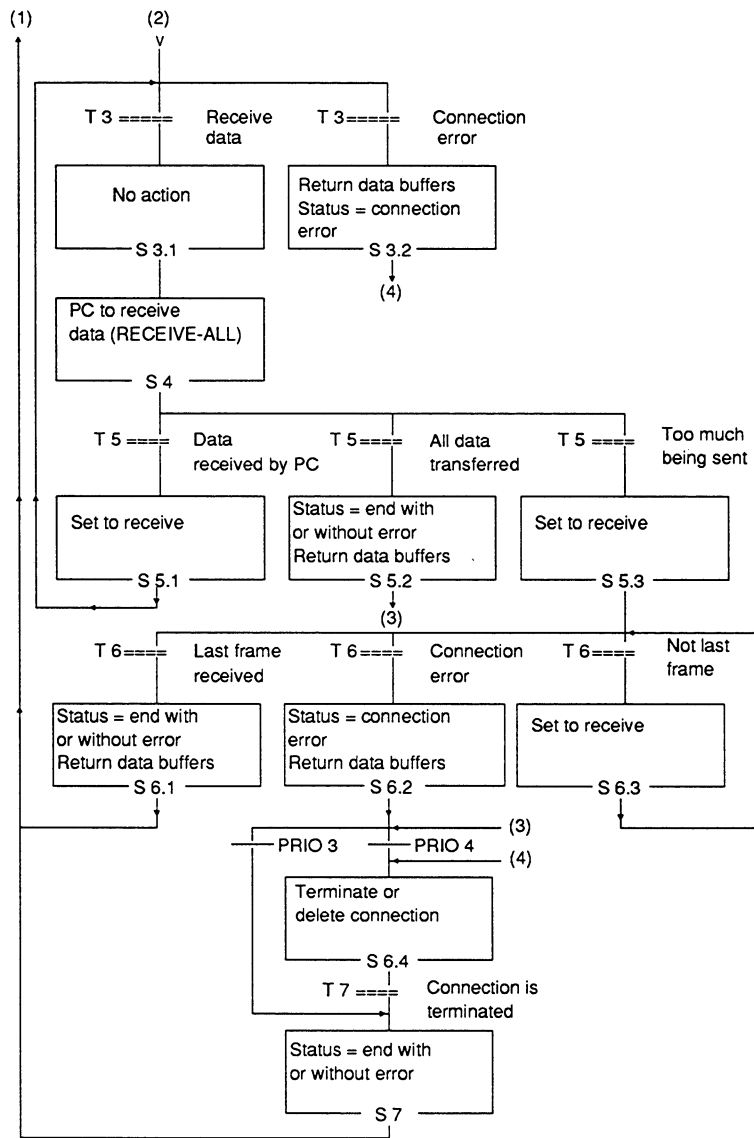 (1)
(2)
v
T 3 =====
Receive
data
T 3 =====
Connection
error
No action
S 3.1
Return data buffers
Status = connection
error
S 3.2
(4)
PC to receive
data (RECEIVE-ALL)
S 4
T 5 ====
Data
received by PC
T 5 ====
All data
transferred
T 5 ====
Too much
being sent
Set to receive
S 5.1
Status = end with
or without error
Return data buffers
S 5.2
(3)
Set to receive
S 5.3
T 6 ====
Last frame
received
T 6 ====
Connection
error
T 6 ====
Not last
frame
Status = end with
or without error
Return data buffers
S 6.1
Status = connection
error
Return data buffers
S 6.2
Set to receive
S 6.3
(3)
PRIO 3
PRIO 4
(4)
Terminate or
delete connection
S 6.4
T 7 ====
Connection is
terminated
Status = end with
or without error
S 7